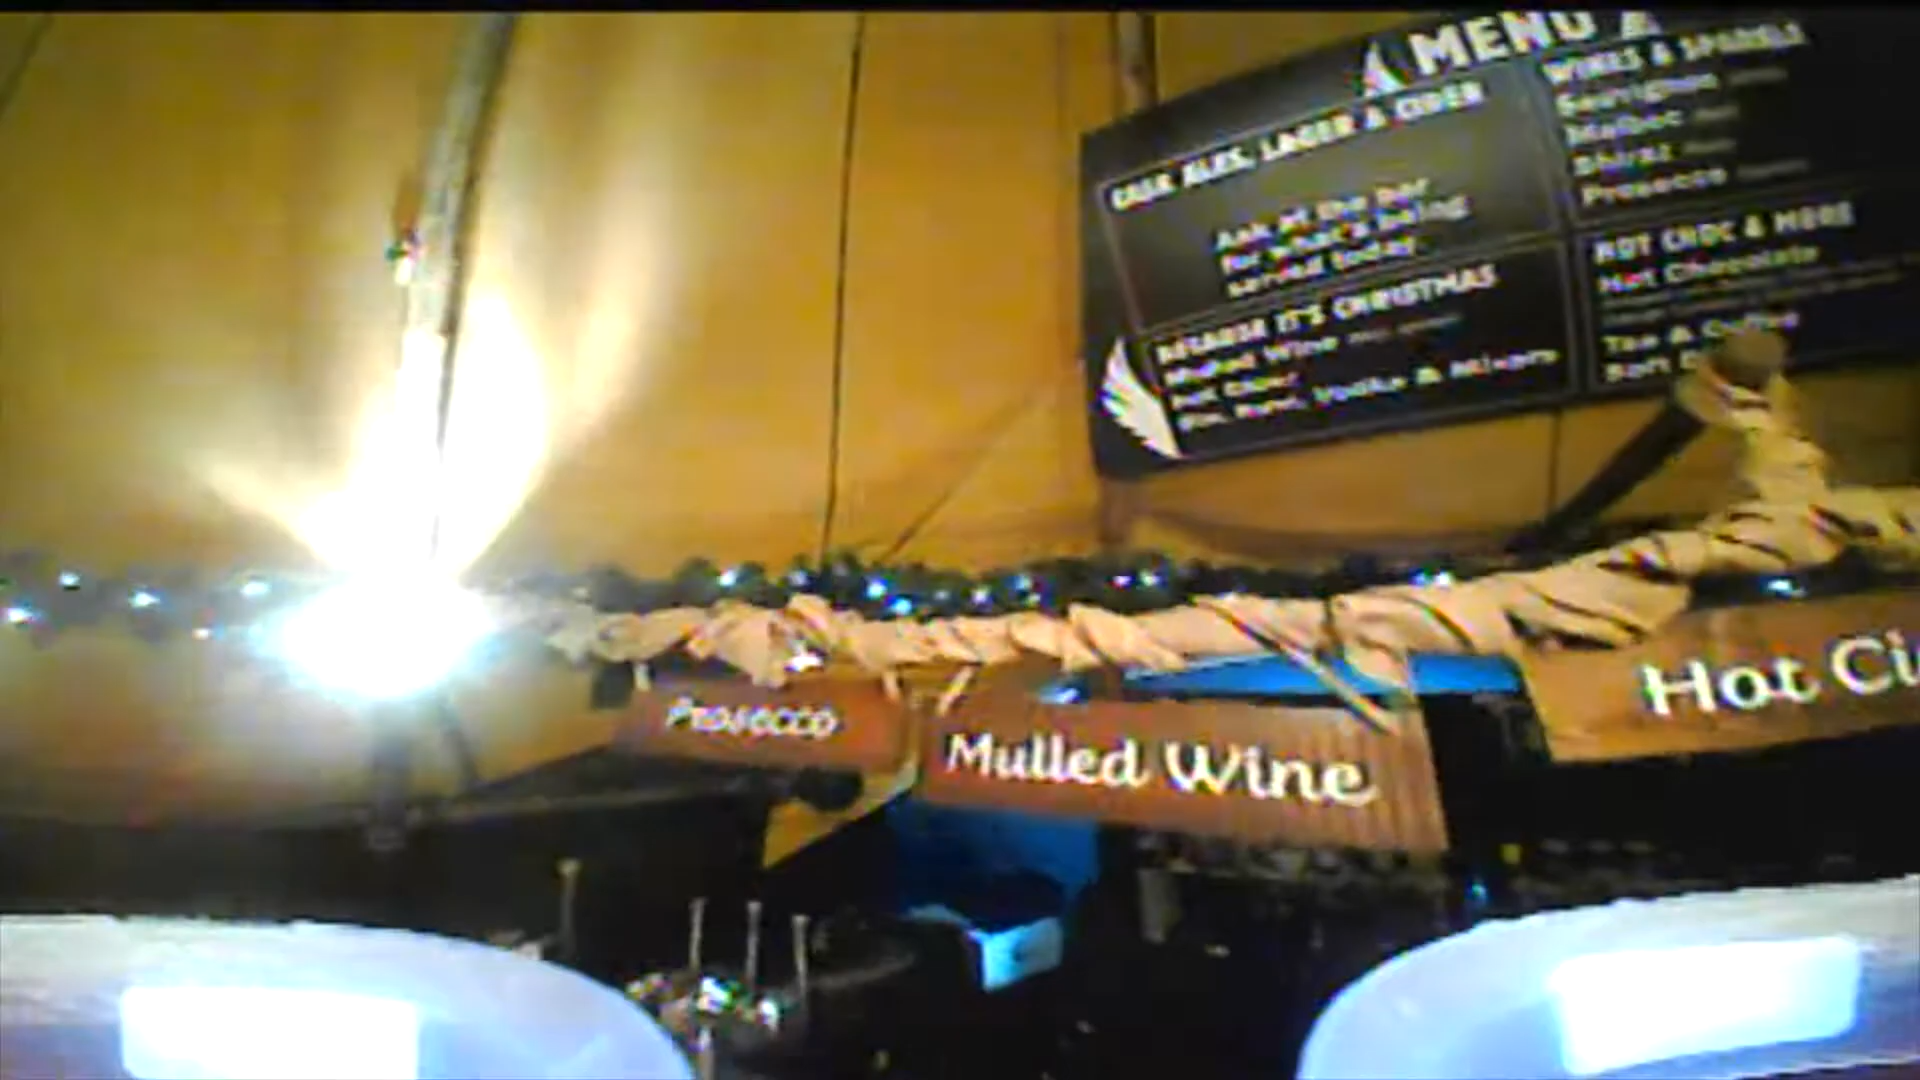 MENU
CASK ALES, LAGER & CIDER
Ask at the bar
for what's being
served today
BECAUSE IT'S CHRISTMAS
Mulled Wine
Hot Cider
Gin, Rum, Vodka & Mixers
WINES & SPARKLE
Sauvignon
Malbec
Shiraz
Prosecco
HOT CHOC & MORE
Hot Chocolate
Tea & Coffee
Soft
Prosecco
Mulled Wine
Hot Ci